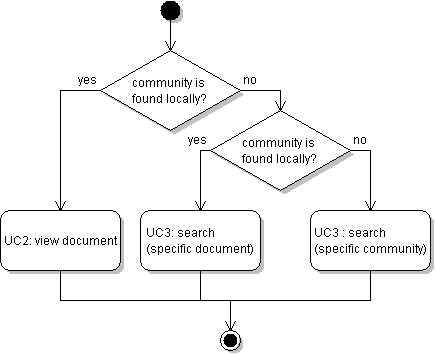 community is
found locally?
yes
no
community is
found locally?
yes
no
UC2: view document
UC3: search
(specific document)
UC3 : search
(specific community)